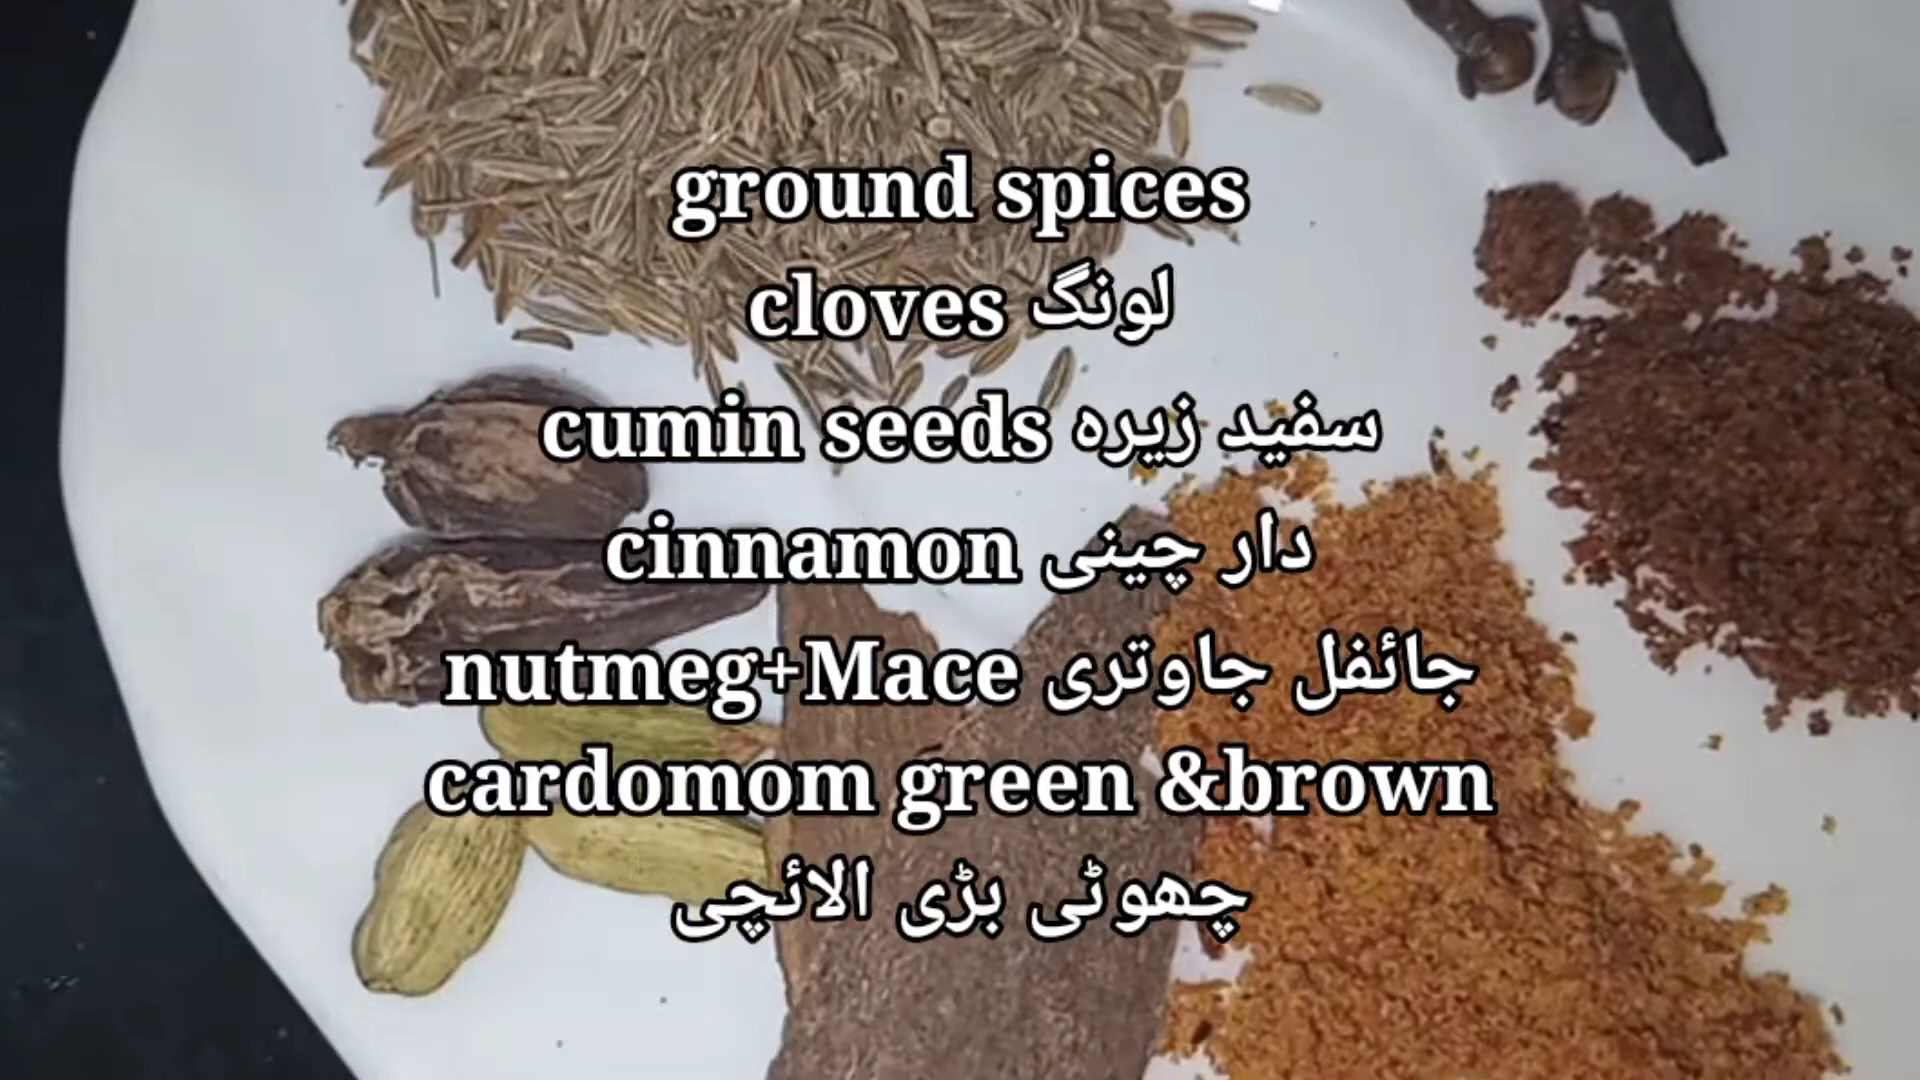 ground spices
cloves لونگ
cumin seeds سفید زیرہ
cinnamon دار چینی
nutmeg+Mace جائفل جاوتری
cardomom green &brown
چھوٹی بڑی الائچی